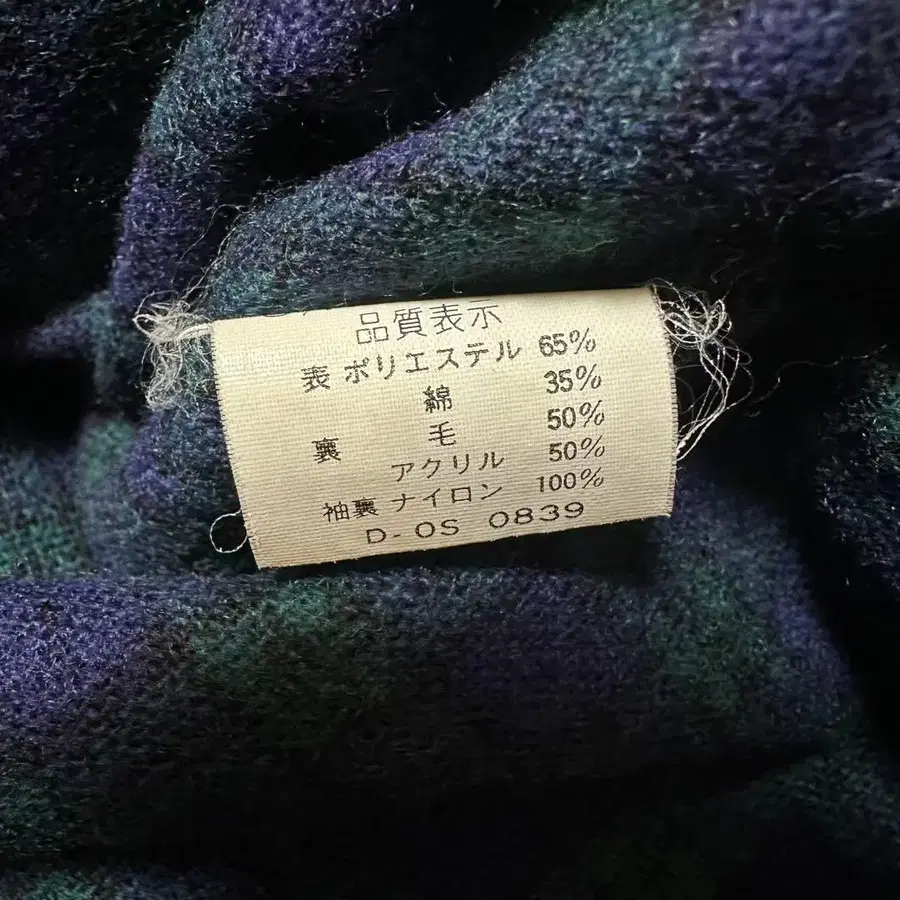 品質表示
表 ポリエステル 65%
綿 35%
裏 毛 50%
アクリル 50%
袖裏 ナイロン 100%
D-OS 0839